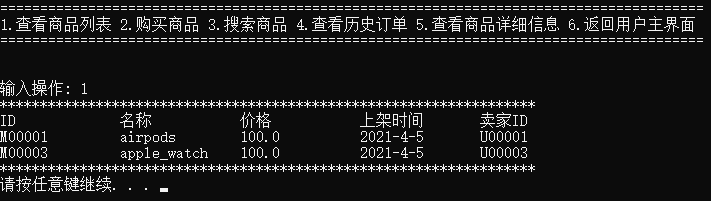 ================================================================================
1.查看商品列表 2.购买商品 3.搜索商品 4.查看历史订单 5.查看商品详细信息 6.返回用户主界面
================================================================================
输入操作: 1
*******************************************************************
ID 名称 价格 上架时间 卖家ID
M00001 airpods 100.0 2021-4-5 U00001
M00003 apple_watch 100.0 2021-4-5 U00003
*******************************************************************
请按任意键继续. . .